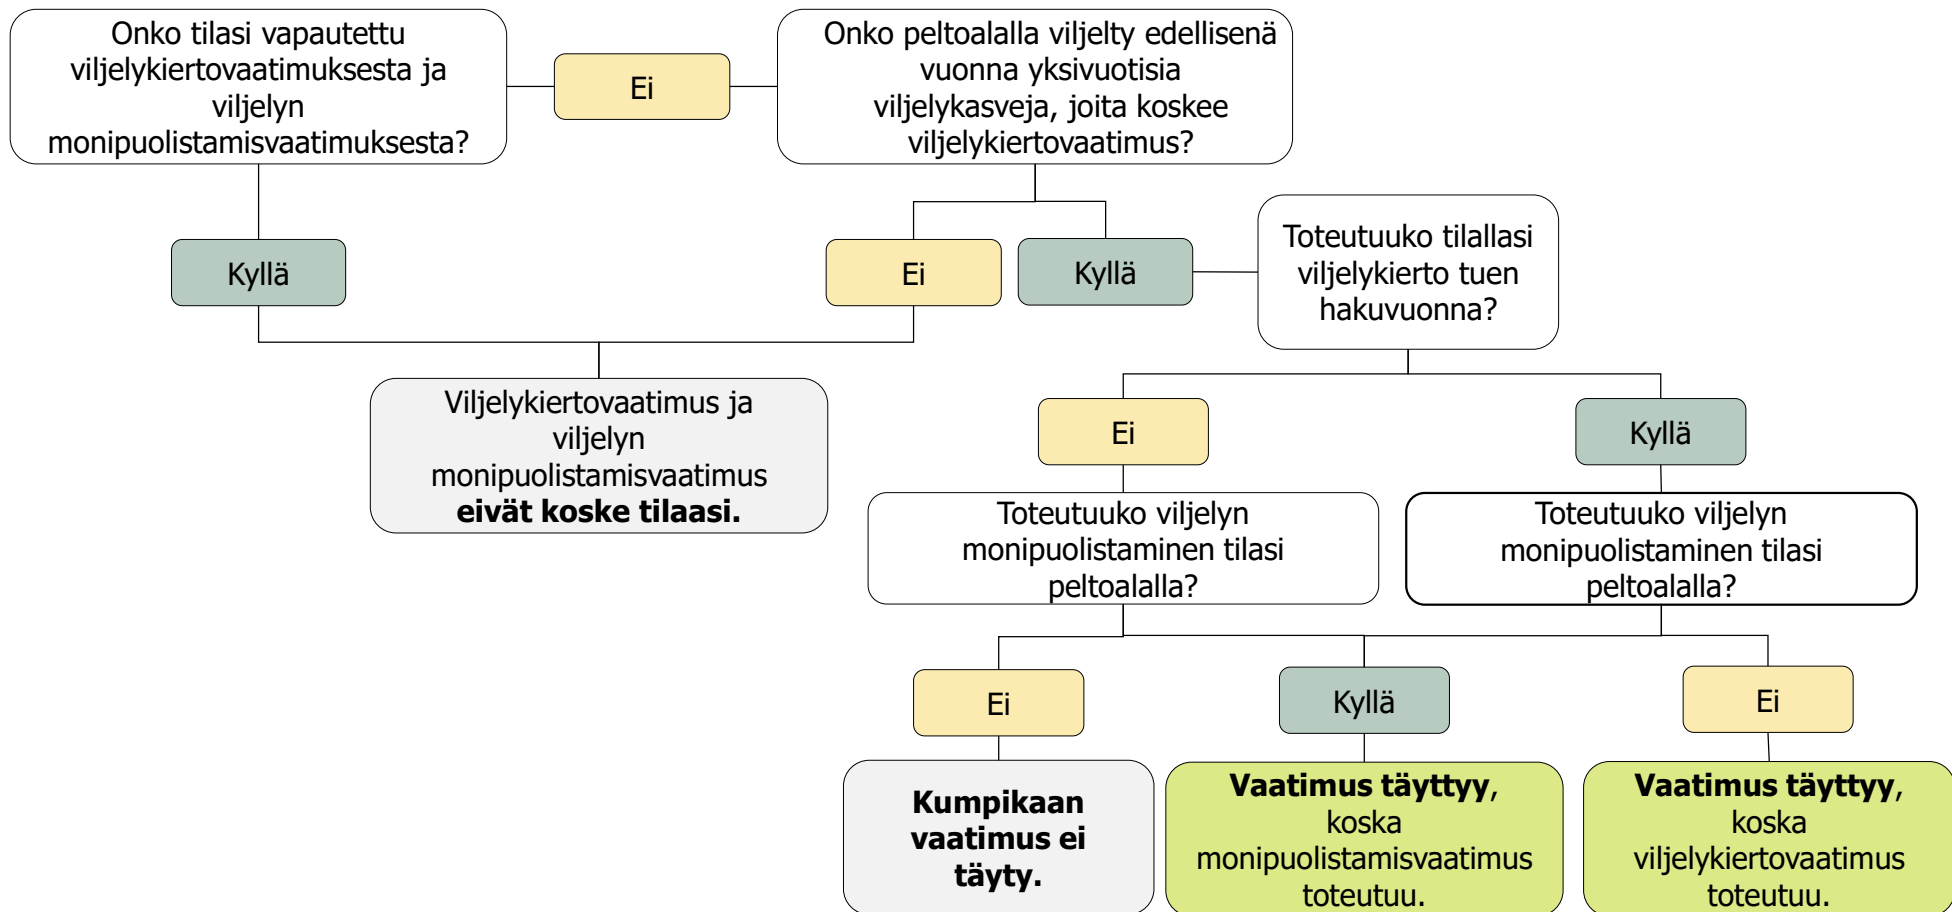 Onko tilasi vapautettu
viljelykiertovaatimuksesta ja
viljelyn
monipuolistamisvaatimuksesta?
Ei
Onko peltoalalla viljelty edellisenä
vuonna yksivuotisia
viljelykasveja, joita koskee
viljelykiertovaatimus?
Kyllä
Ei
Kyllä
Toteutuuko tilallasi
viljelykierto tuen
hakuvuonna?
Viljelykiertovaatimus ja
viljelyn
monipuolistamisvaatimus
eivät koske tilaasi.
Ei
Kyllä
Toteutuuko viljelyn
monipuolistaminen tilasi
peltoalalla?
Toteutuuko viljelyn
monipuolistaminen tilasi
peltoalalla?
Ei
Kyllä
Ei
Kumpikaan
vaatimus ei
täyty.
Vaatimus täyttyy,
koska
monipuolistamisvaatimus
toteutuu.
Vaatimus täyttyy,
koska
viljelykiertovaatimus
toteutuu.